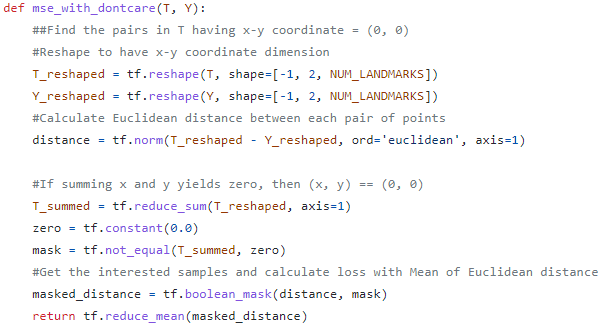 def mse_with_dontcare(T, Y):
    ##Find the pairs in T having x-y coordinate = (0, 0)
    #Reshape to have x-y coordinate dimension
    T_reshaped = tf.reshape(T, shape=[-1, 2, NUM_LANDMARKS])
    Y_reshaped = tf.reshape(Y, shape=[-1, 2, NUM_LANDMARKS])
    #Calculate Euclidean distance between each pair of points
    distance = tf.norm(T_reshaped - Y_reshaped, ord='euclidean', axis=1)
    #If summing x and y yields zero, then (x, y) == (0, 0)
    T_summed = tf.reduce_sum(T_reshaped, axis=1)
    zero = tf.constant(0.0)
    mask = tf.not_equal(T_summed, zero)
    #Get the interested samples and calculate loss with Mean of Euclidean distance
    masked_distance = tf.boolean_mask(distance, mask)
    return tf.reduce_mean(masked_distance)